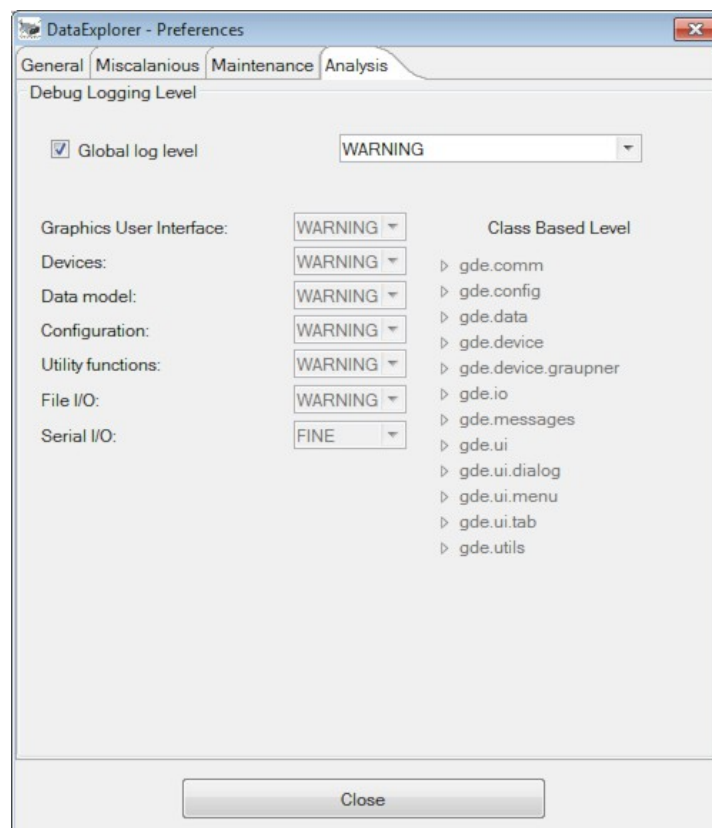 DataExplorer - Preferences
General Miscalanious Maintenance Analysis
Debug Logging Level
Global log level WARNING
Graphics User Interface: WARNING
Devices: WARNING
Data model: WARNING
Configuration: WARNING
Utility functions: WARNING
File I/O: WARNING
Serial I/O: FINE
Class Based Level
gde.comm
gde.config
gde.data
gde.device
gde.device.graupner
gde.io
gde.messages
gde.ui
gde.ui.dialog
gde.ui.menu
gde.ui.tab
gde.utils
Close